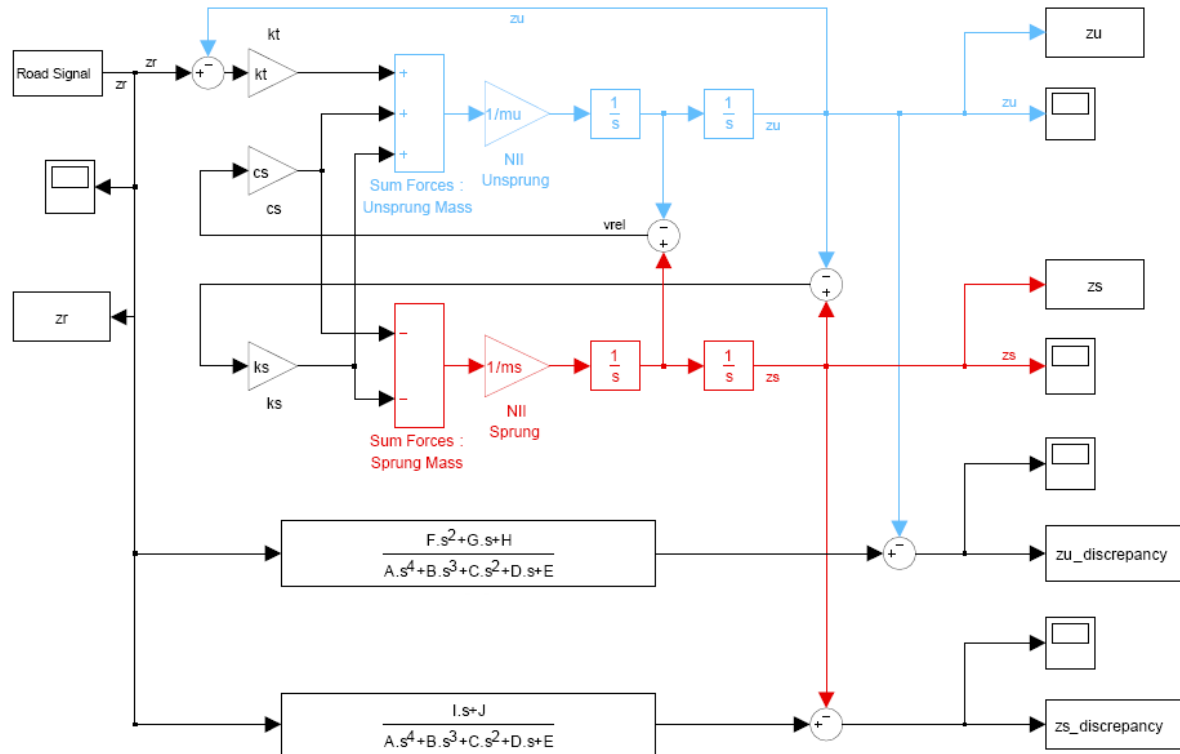 zu
kt
zu
Road Signal
zr
zr
+
−
kt
+
1/mu
1
s
1
s
zu
zu
+
cs
+
NII
Unsprung
Sum Forces :
Unsprung Mass
cs
vrel
−
+
−
+
zs
zr
−
ks
1/ms
1
s
1
s
zs
zs
−
ks
NII
Sprung
Sum Forces :
Sprung Mass
F.s²+G.s+H
A.s⁴+B.s³+C.s²+D.s+E
+
−
zu_discrepancy
I.s+J
A.s⁴+B.s³+C.s²+D.s+E
+
−
zs_discrepancy